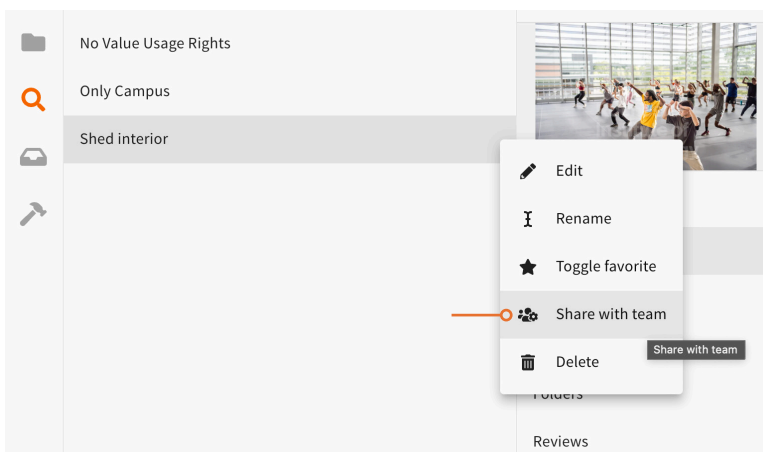 No Value Usage Rights
Only Campus
Shed interior
Edit
Rename
Toggle favorite
Share with team
Share with team
Delete
Folders
Reviews